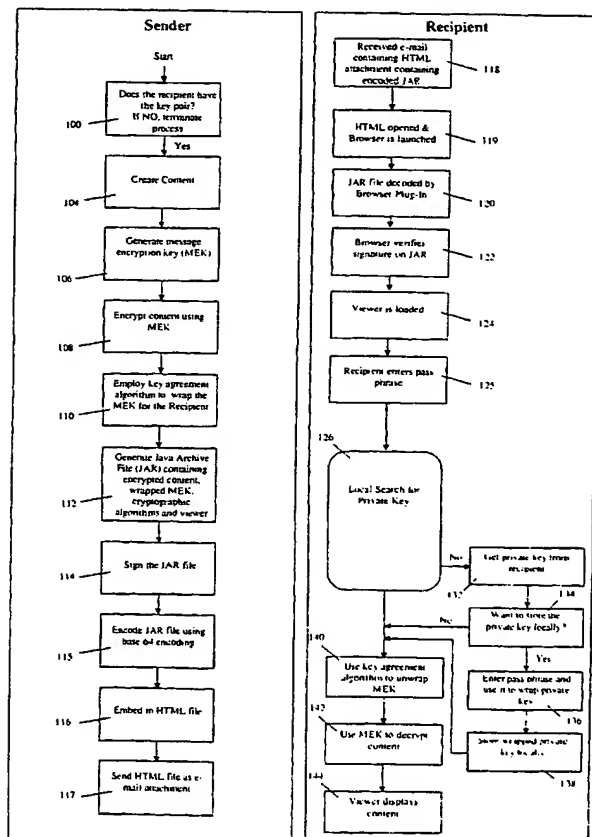 Sender
Start
Does the recipient
have the key pair?
If NO, terminate
process
100
Yes
Create Content
104
Generate message
encryption key (MEK)
106
Encrypt content using
MEK
108
Employ key agreement
algorithm to wrap the
MEK for the Recipient
110
Generate Java Archive
File (JAR) containing
encrypted content,
wrapped MEK,
cryptographic
algorithms and viewer
112
Sign the JAR file
114
Encode JAR file using
base 64 encoding
115
Embed in HTML file
116
Send HTML file as e-
mail attachment
117
Recipient
Received e-mail
containing HTML
attachment containing
encoded JAR
118
HTML opened &
Browser is launched
119
JAR file decoded by
Browser Plug-In
120
Browser verifies
signature on JAR
122
Viewer is loaded
124
Recipient enters pass
phrase
125
126
Local Search for
Private Key
No
Get private key from
recipient
132
134
Want to store the
private key locally?
No
Yes
Enter pass phrase and
use it to wrap private
key
136
Store wrapped private
key locally
138
140
Use key agreement
algorithm to unwrap
MEK
142
Use MEK to decrypt
content
144
Viewer displays
content